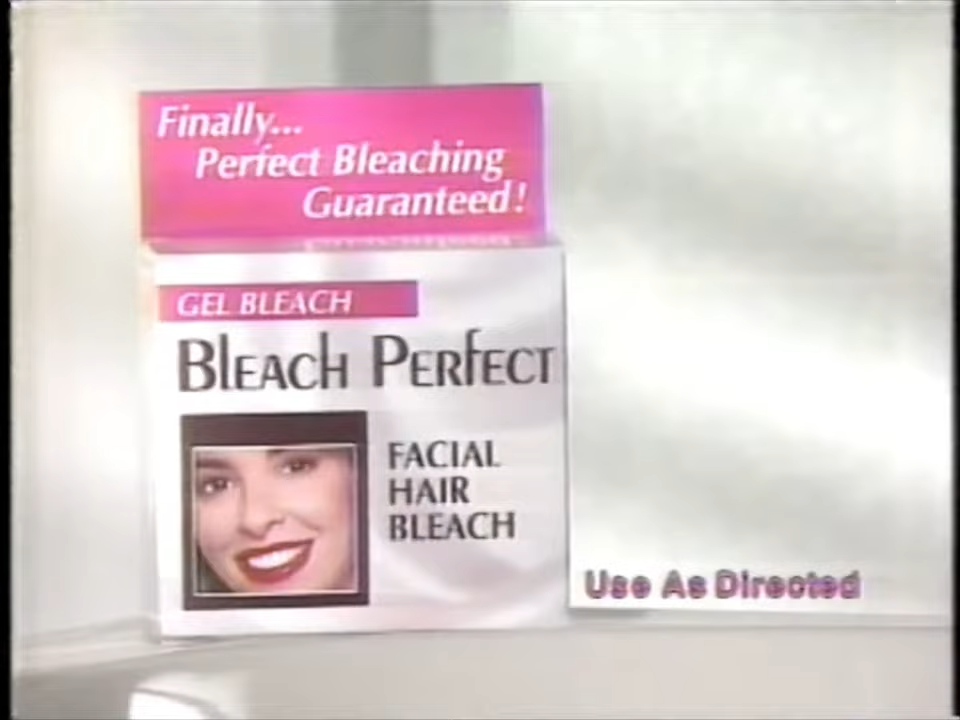 Finally...
Perfect Bleaching
Guaranteed!
GEL BLEACH
Bleach Perfect
FACIAL
HAIR
BLEACH
Use As Directed